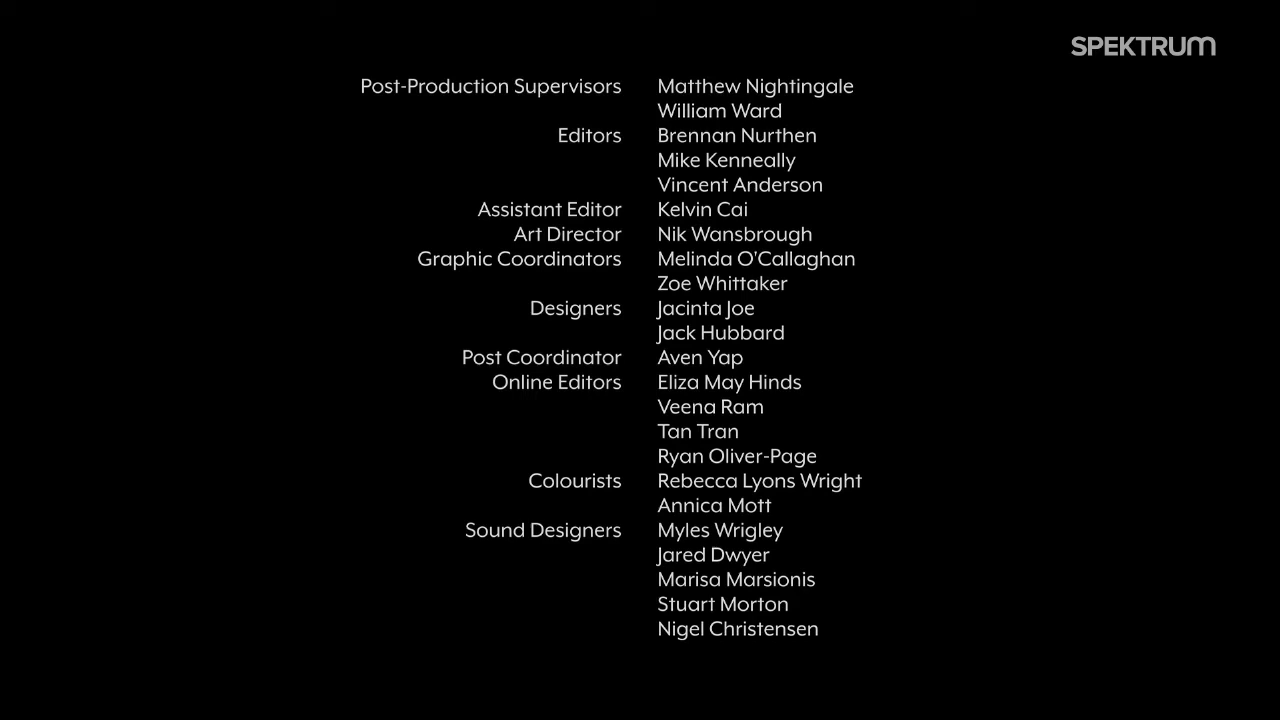 SPEKTRUM
Post-Production Supervisors Matthew Nightingale
William Ward
Editors Brennan Nurthen
Mike Kenneally
Vincent Anderson
Assistant Editor Kelvin Cai
Art Director Nik Wansbrough
Graphic Coordinators Melinda O'Callaghan
Zoe Whittaker
Designers Jacinta Joe
Jack Hubbard
Post Coordinator Aven Yap
Online Editors Eliza May Hinds
Veena Ram
Tan Tran
Ryan Oliver-Page
Colourists Rebecca Lyons Wright
Annica Mott
Sound Designers Myles Wrigley
Jared Dwyer
Marisa Marsionis
Stuart Morton
Nigel Christensen